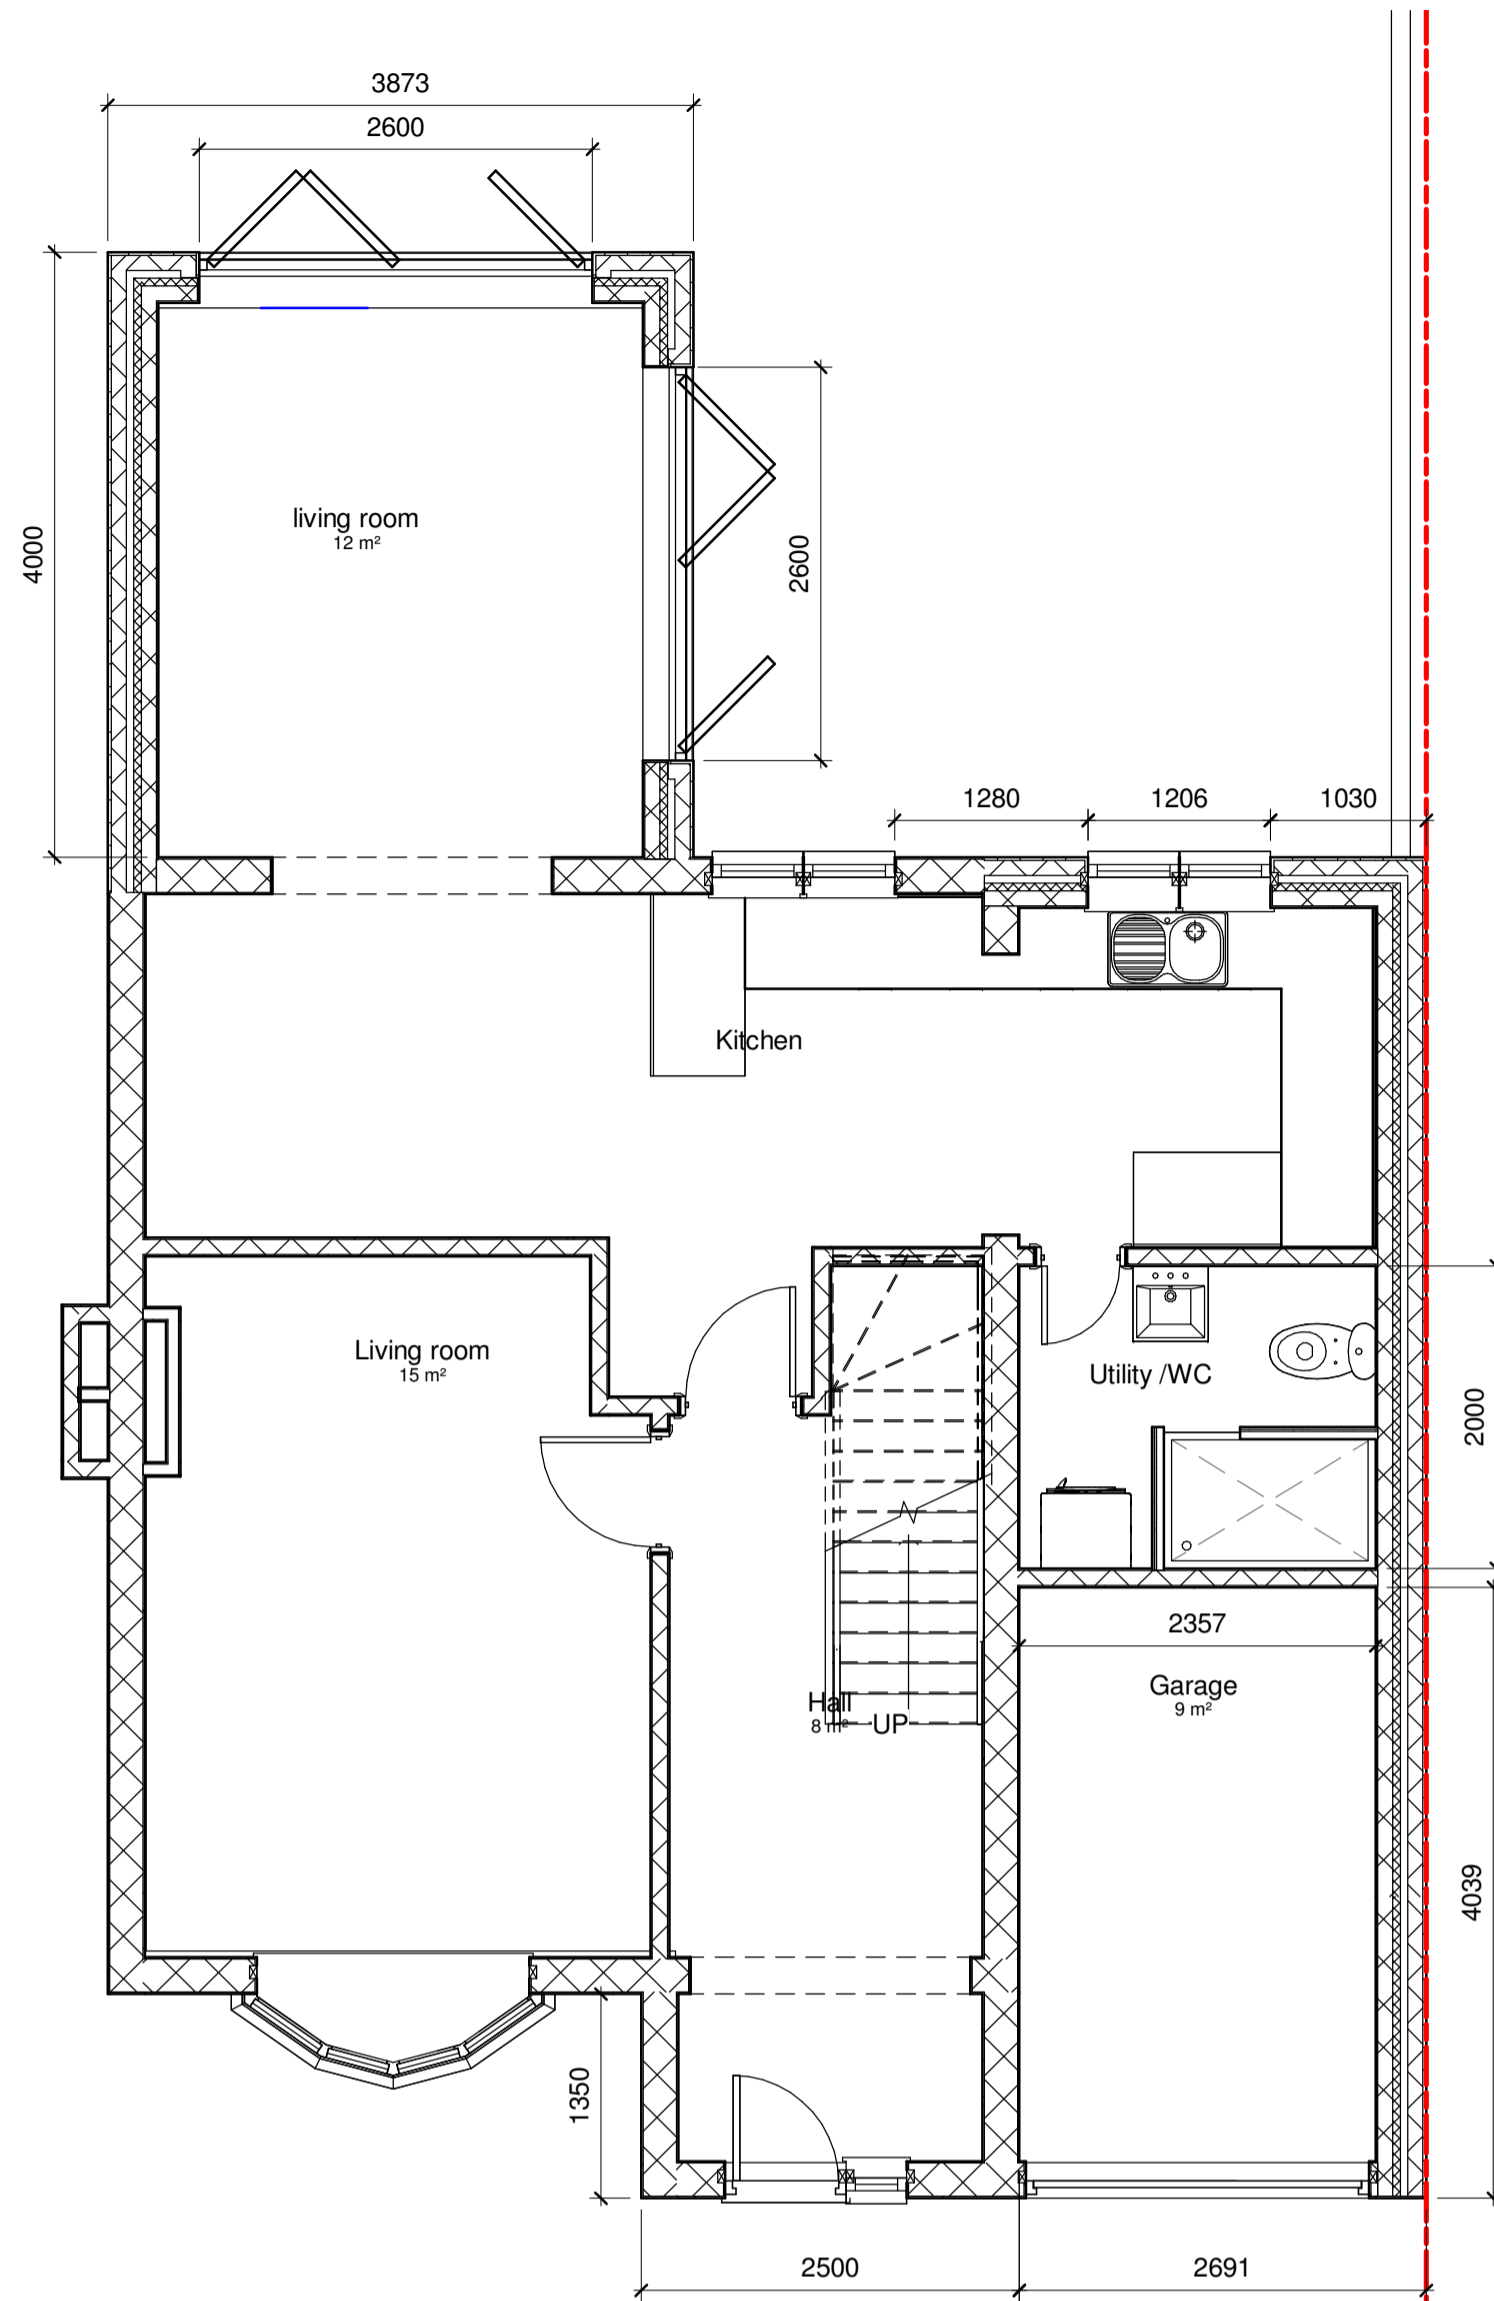 3873
2600
4000
living room
12 m²
2600
1280
1206
1030
Kitchen
Living room
15 m²
Utility /WC
2000
2357
Garage
9 m²
Hall
8 m²
UP
4039
1350
2500
2691